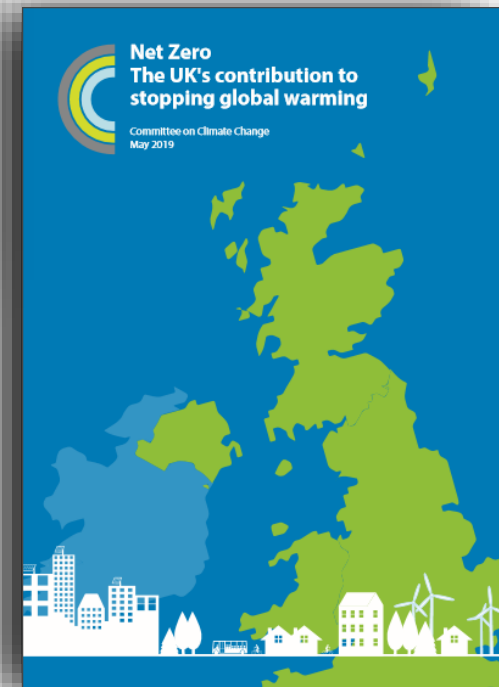 Net Zero
The UK's contribution to
stopping global warming
Committee on Climate Change
May 2019